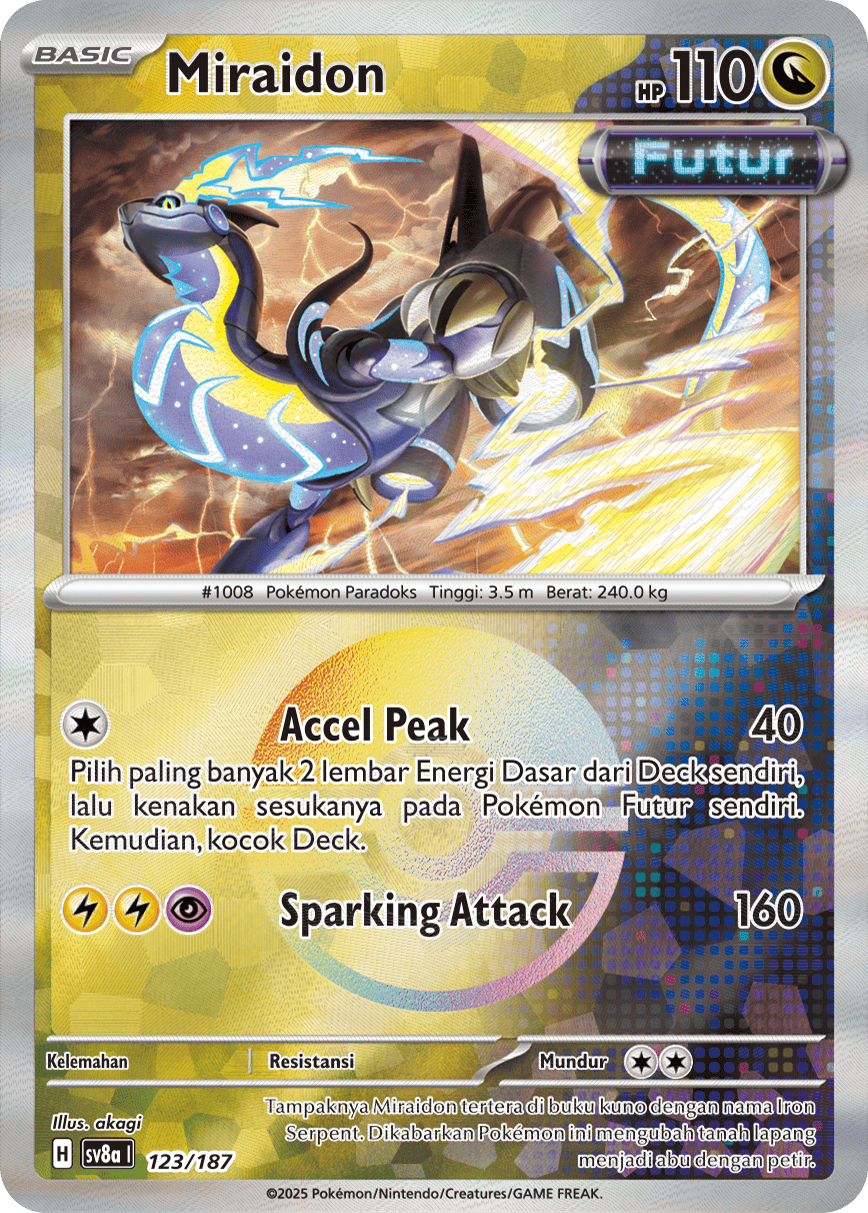 BASIC
Miraidon
HP 110
Futur
#1008 Pokémon Paradoks Tinggi: 3.5 m Berat: 240.0 kg
Accel Peak 40
Pilih paling banyak 2 lembar Energi Dasar dari Deck sendiri,
lalu kenakan sesukanya pada Pokémon Futur sendiri.
Kemudian, kocok Deck.
Sparking Attack 160
Kelemahan Resistansi Mundur
Illus. akagi
Tampaknya Miraidon tertera di buku kuno dengan nama Iron
Serpent. Dikabarkan Pokémon ini mengubah tanah lapang
menjadi abu dengan petir.
H sv8a I 123/187
©2025 Pokémon/Nintendo/Creatures/GAME FREAK.